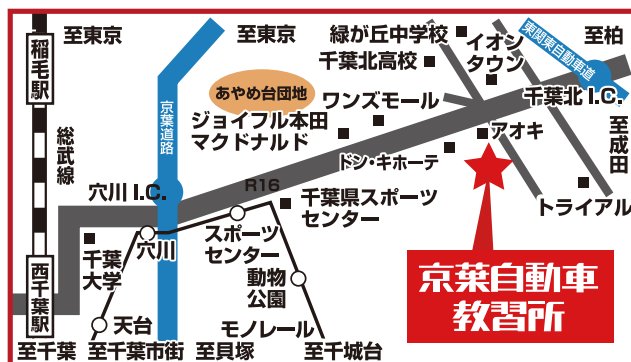 至東京
至東京
緑が丘中学校
千葉北高校
イオン
タウン
東関東自動車道
至柏
稲毛駅
あやめ台団地
ワンズモール
千葉北 I.C.
京葉道路
ジョイフル本田
マクドナルド
アオキ
至成田
総武線
ドン・キホーテ
穴川 I.C.
R16
千葉県スポーツ
センター
トライアル
スポーツ
センター
穴川
千葉
大学
動物
公園
京葉自動車
教習所
西千葉駅
天台
モノレール
至千葉
至千葉市街
至貝塚
至千城台